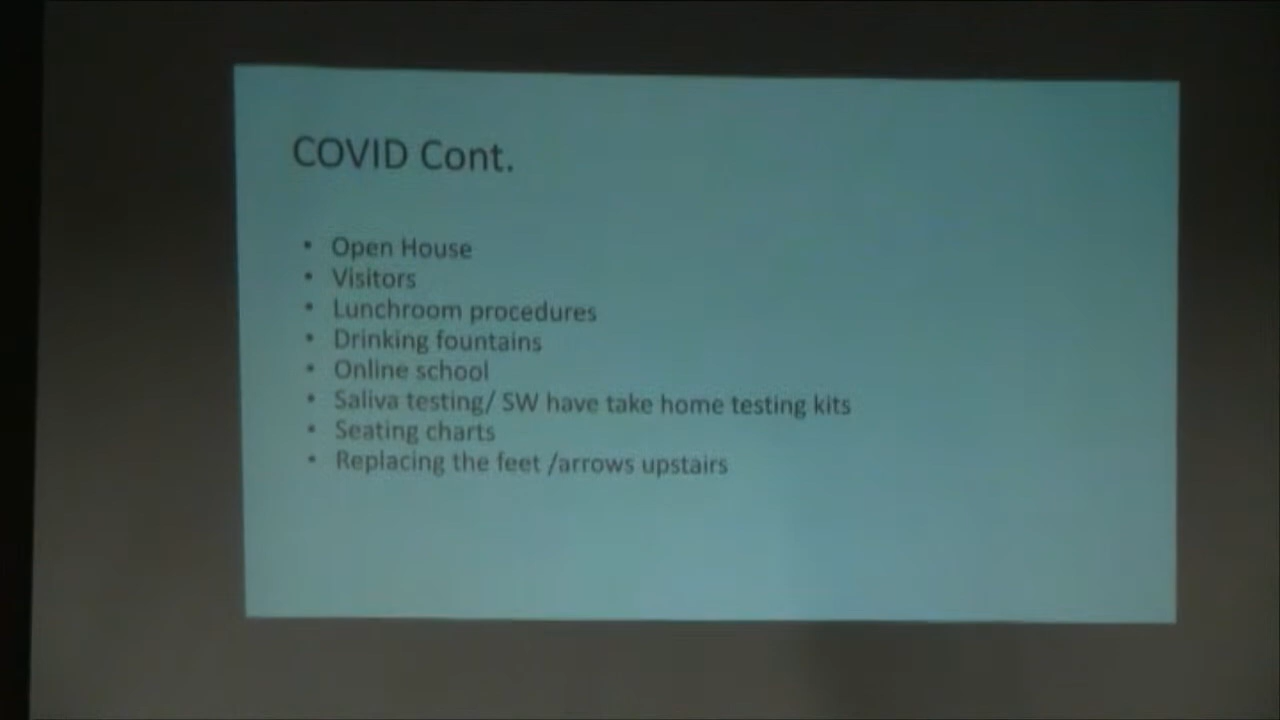 COVID Cont.
• Open House
• Visitors
• Lunchroom procedures
• Drinking fountains
• Online school
• Saliva testing/ SW have take home testing kits
• Seating charts
• Replacing the feet /arrows upstairs